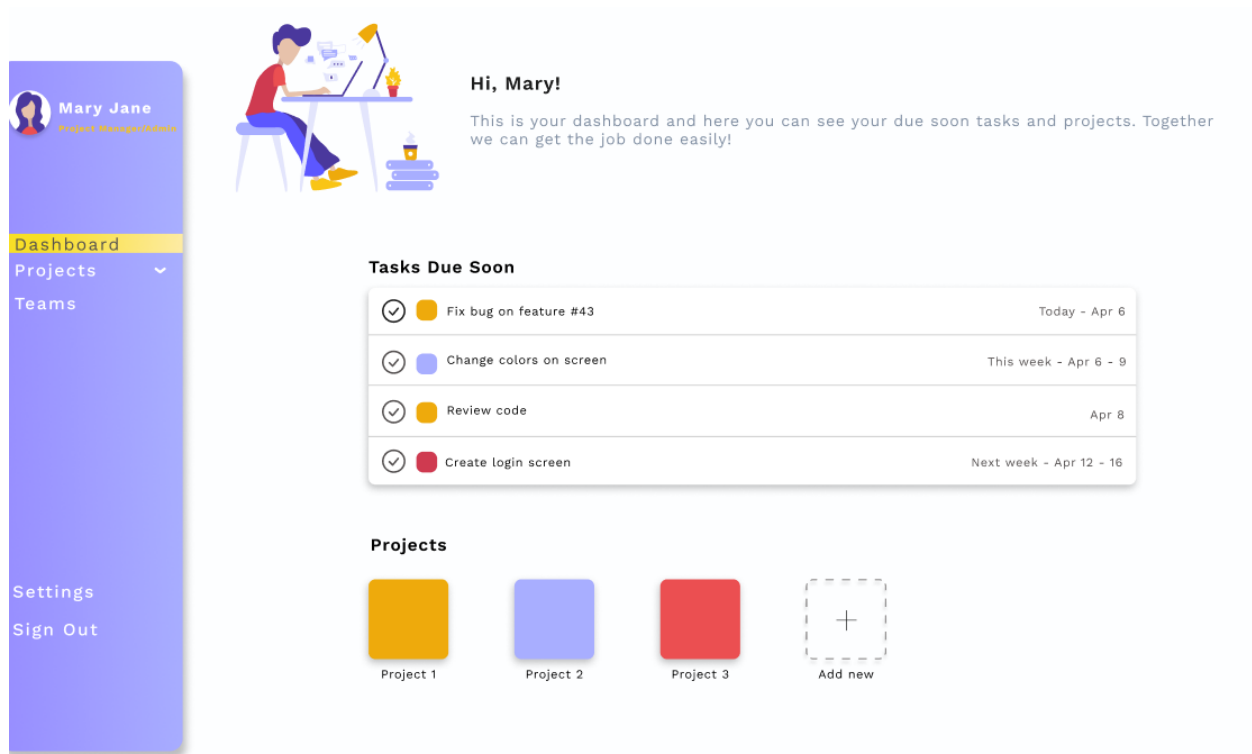 Mary Jane
Project Manager/Admin
Dashboard
Projects
Teams
Settings
Sign Out
Hi, Mary!
This is your dashboard and here you can see your due soon tasks and projects. Together
we can get the job done easily!
Tasks Due Soon
Fix bug on feature #43
Today - Apr 6
Change colors on screen
This week - Apr 6 - 9
Review code
Apr 8
Create login screen
Next week - Apr 12 - 16
Projects
Project 1
Project 2
Project 3
Add new